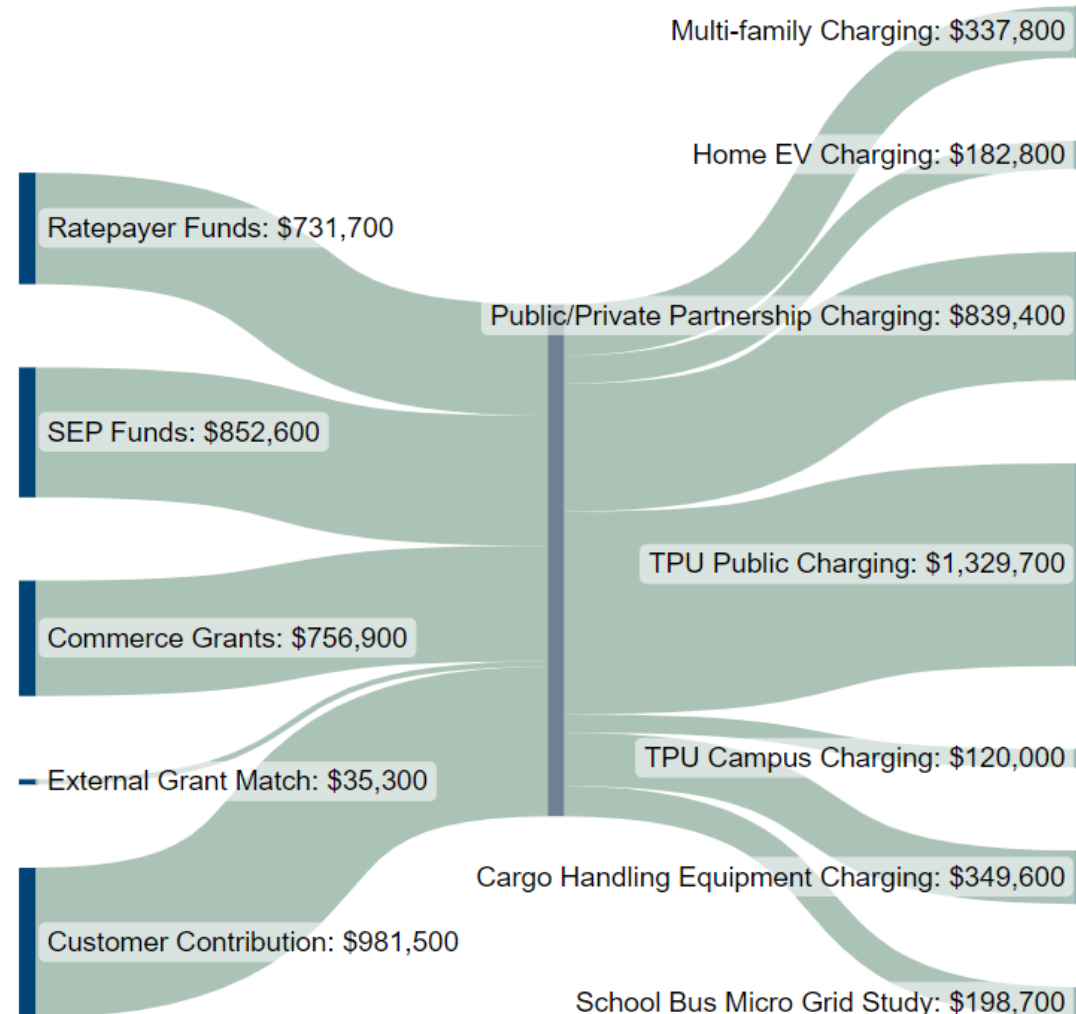 Multi-family Charging: $337,800
Home EV Charging: $182,800
Ratepayer Funds: $731,700
Public/Private Partnership Charging: $839,400
SEP Funds: $852,600
TPU Public Charging: $1,329,700
Commerce Grants: $756,900
TPU Campus Charging: $120,000
External Grant Match: $35,300
Cargo Handling Equipment Charging: $349,600
Customer Contribution: $981,500
School Bus Micro Grid Study: $198,700